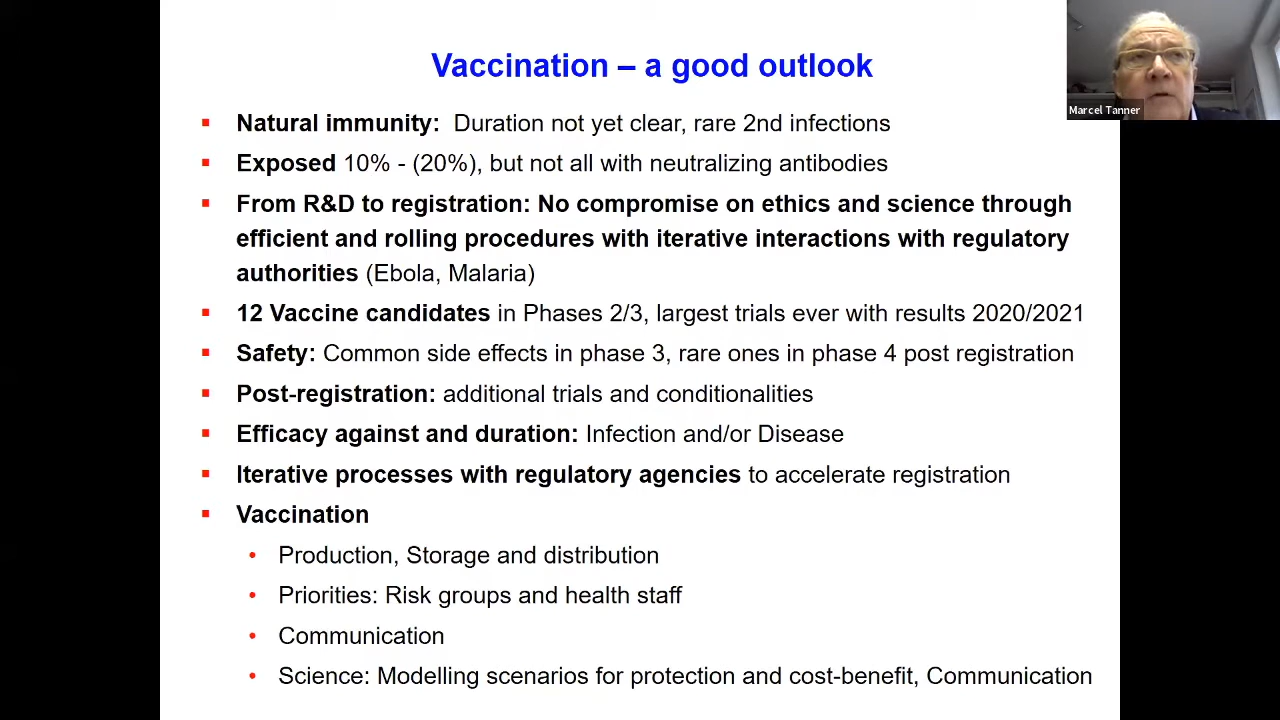 Vaccination – a good outlook
Marcel Tanner
▪ Natural immunity: Duration not yet clear, rare 2nd infections
▪ Exposed 10% - (20%), but not all with neutralizing antibodies
▪ From R&D to registration: No compromise on ethics and science through
efficient and rolling procedures with iterative interactions with regulatory
authorities (Ebola, Malaria)
▪ 12 Vaccine candidates in Phases 2/3, largest trials ever with results 2020/2021
▪ Safety: Common side effects in phase 3, rare ones in phase 4 post registration
▪ Post-registration: additional trials and conditionalities
▪ Efficacy against and duration: Infection and/or Disease
▪ Iterative processes with regulatory agencies to accelerate registration
▪ Vaccination
• Production, Storage and distribution
• Priorities: Risk groups and health staff
• Communication
• Science: Modelling scenarios for protection and cost-benefit, Communication